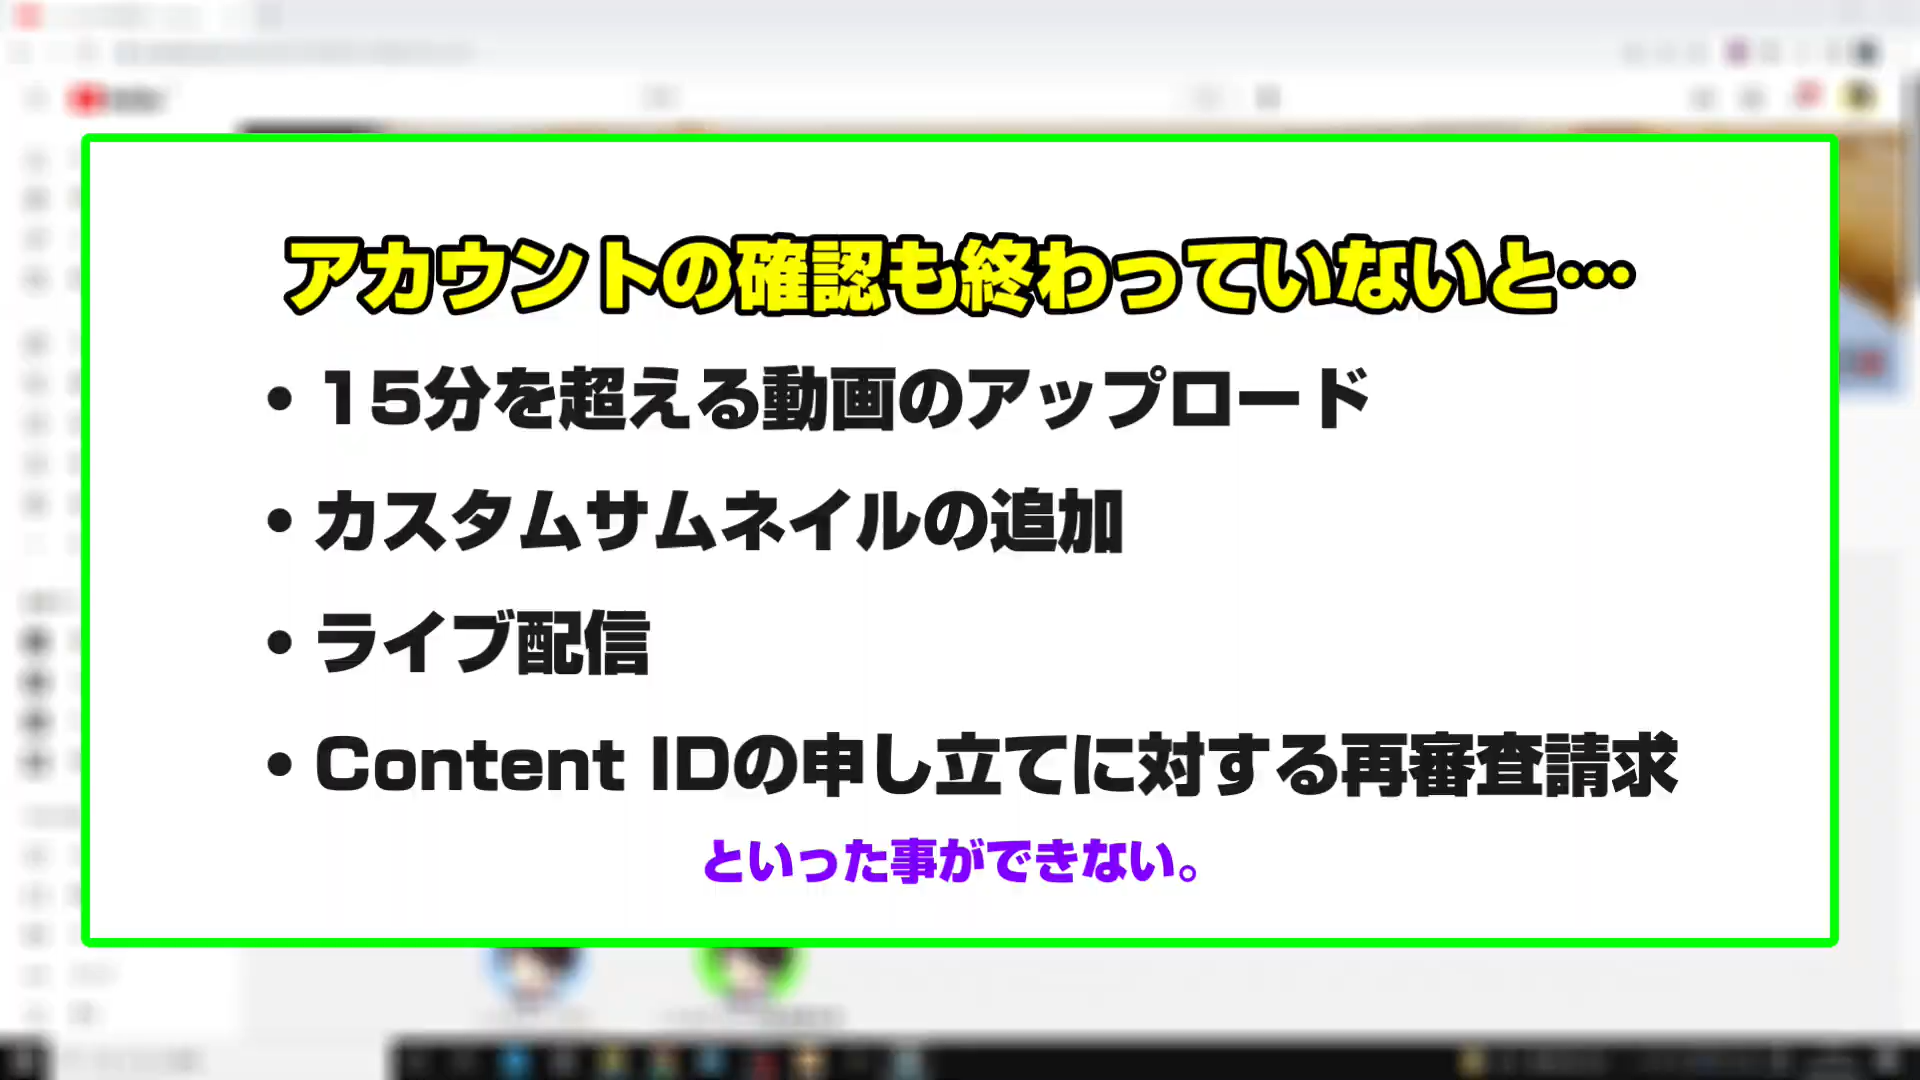 アカウントの確認も終わっていないと…
• 15分を超える動画のアップロード
• カスタムサムネイルの追加
• ライブ配信
• Content IDの申し立てに対する再審査請求
といった事ができない。